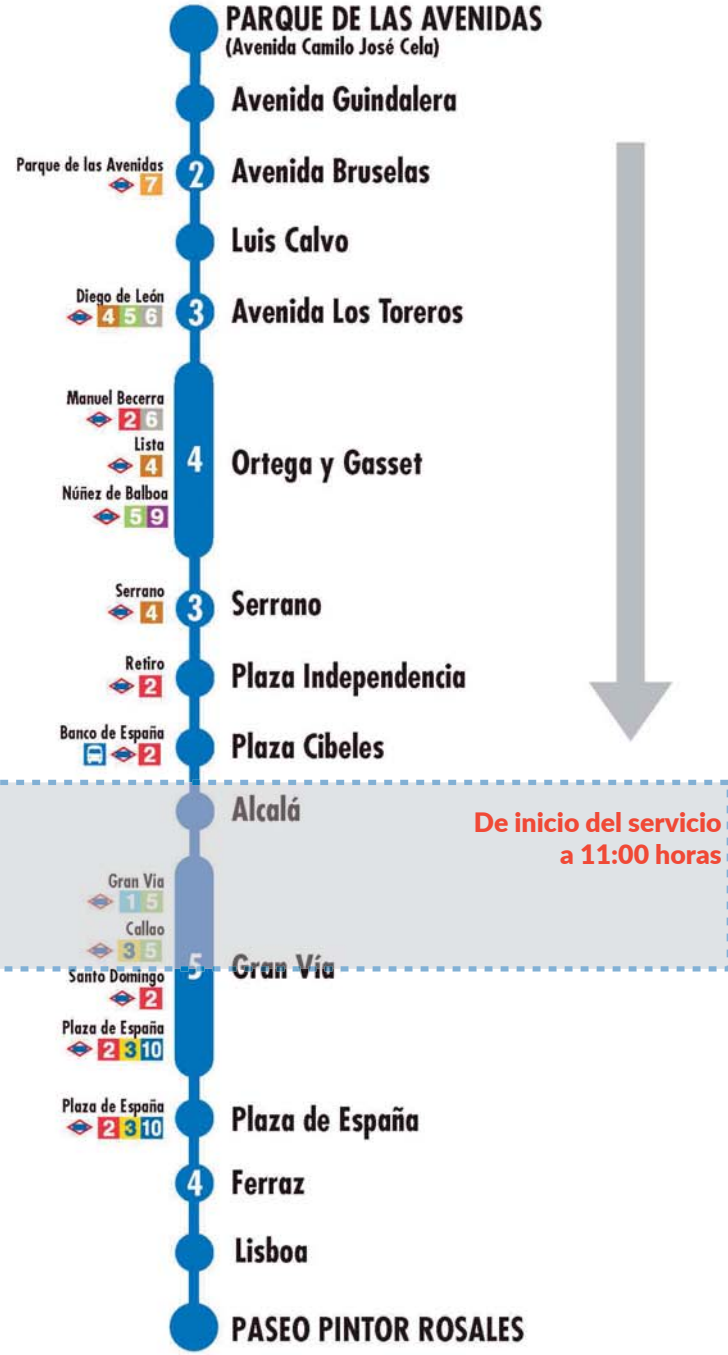 PARQUE DE LAS AVENIDAS
(Avenida Camilo José Cela)
Avenida Guindalera
Parque de las Avenidas
7
2
Avenida Bruselas
Luis Calvo
Diego de León
4 5 6
3
Avenida Los Toreros
Manuel Becerra
2 6
Lista
4
Núñez de Balboa
5 9
4
Ortega y Gasset
Serrano
4
3
Serrano
Retiro
2
Plaza Independencia
Banco de España
2
Plaza Cibeles
Alcalá
De inicio del servicio
a 11:00 horas
Gran Via
1 5
Callao
3 5
5
Gran Vía
Santo Domingo
2
Plaza de España
2 3 10
Plaza de España
2 3 10
Plaza de España
4
Ferraz
Lisboa
PASEO PINTOR ROSALES